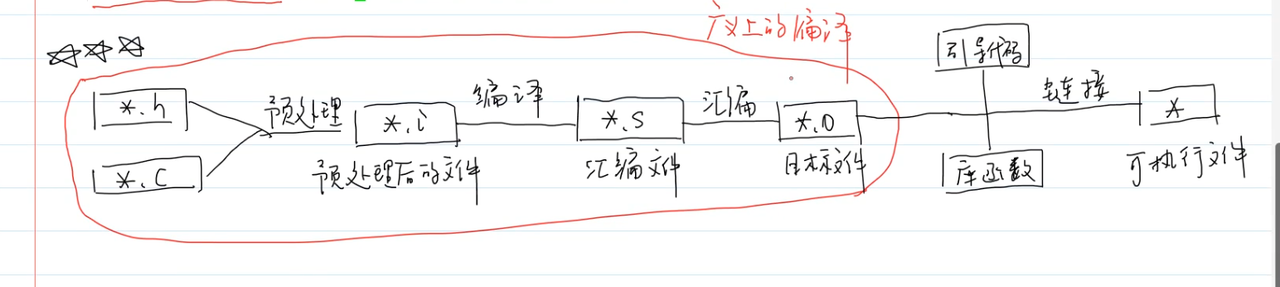 广义上的编译
引导代码
*.h
预处理
*.i
编译
*.s
汇编
*.o
链接
*
*.c
预处理后的文件
汇编文件
目标文件
库函数
可执行文件